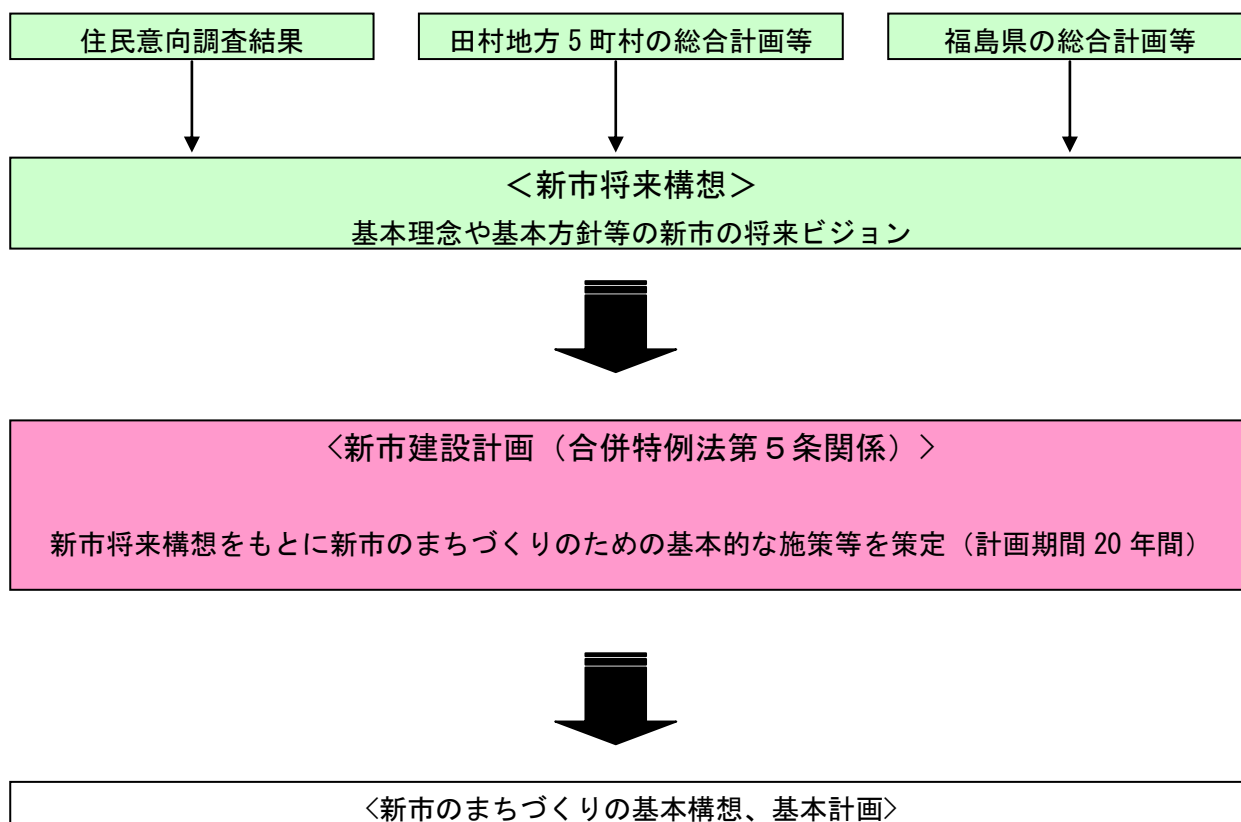 住民意向調査結果
田村地方5町村の総合計画等
福島県の総合計画等
＜新市将来構想＞
基本理念や基本方針等の新市の将来ビジョン
〈新市建設計画（合併特例法第５条関係）〉
新市将来構想をもとに新市のまちづくりのための基本的な施策等を策定（計画期間20年間）
〈新市のまちづくりの基本構想、基本計画〉